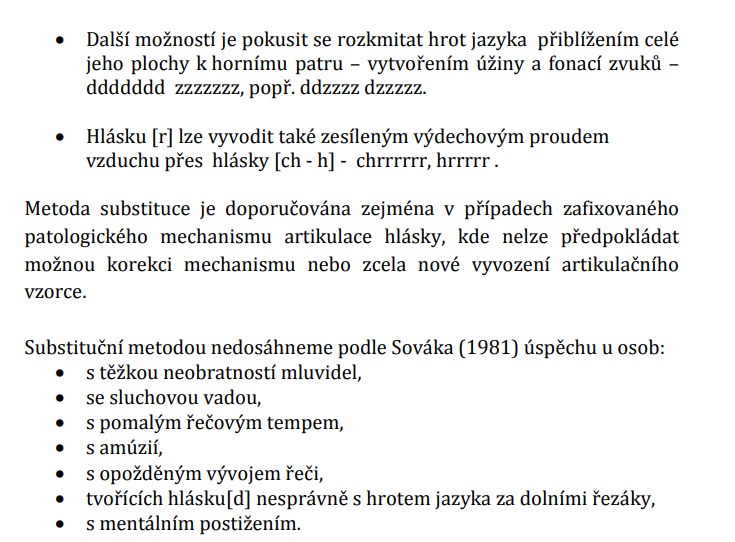 • Další možností je pokusit se rozkmitat hrot jazyka  přiblížením celé
jeho plochy k hornímu patru – vytvořením úžiny a fonací zvuků –
ddddddd  zzzzzzz, popř. ddzzzz dzzzzz.
• Hlásku [r] lze vyvodit také zesíleným výdechovým proudem
vzduchu přes  hlásky [ch - h] -  chrrrrrr, hrrrrr .
Metoda substituce je doporučována zejména v případech zafixovaného
patologického mechanismu artikulace hlásky, kde nelze předpokládat
možnou korekci mechanismu nebo zcela nové vyvození artikulačního
vzorce.
Substituční metodou nedosáhneme podle Sováka (1981) úspěchu u osob:
• s těžkou neobratností mluvidel,
• se sluchovou vadou,
• s pomalým řečovým tempem,
• s amúzií,
• s opožděným vývojem řeči,
• tvořících hlásku[d] nesprávně s hrotem jazyka za dolními řezáky,
• s mentálním postižením.